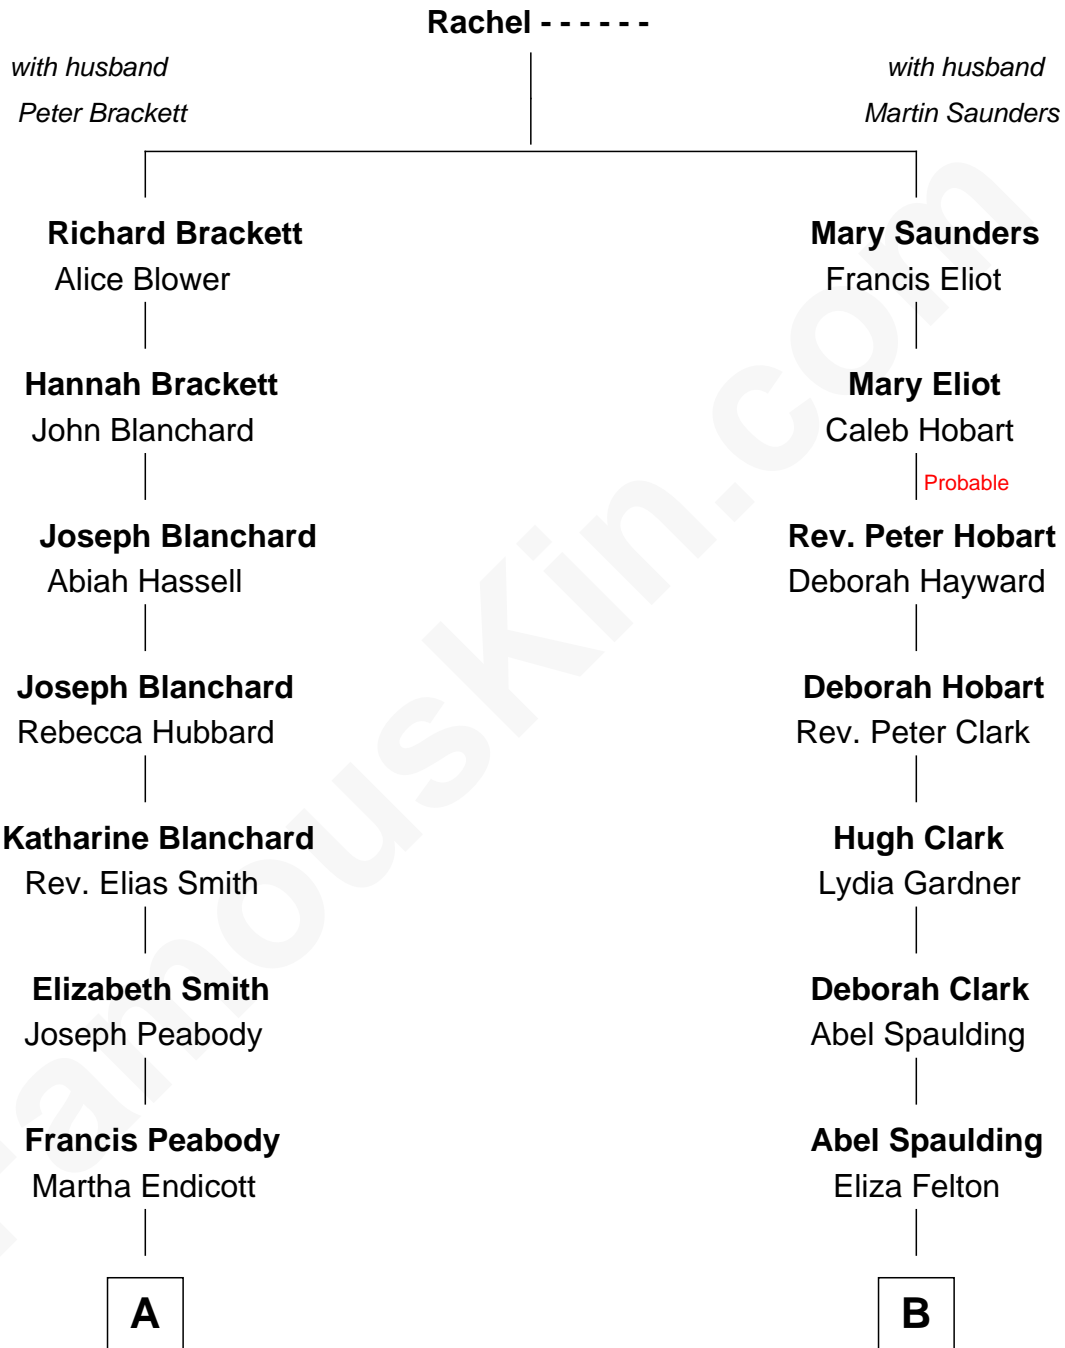 Rachel - - - - - -
with husband
Peter Brackett
with husband
Martin Saunders
Richard Brackett
Alice Blower
Mary Saunders
Francis Eliot
Hannah Brackett
John Blanchard
Mary Eliot
Caleb Hobart
Probable
Joseph Blanchard
Abiah Hassell
Rev. Peter Hobart
Deborah Hayward
Joseph Blanchard
Rebecca Hubbard
Deborah Hobart
Rev. Peter Clark
Katharine Blanchard
Rev. Elias Smith
Hugh Clark
Lydia Gardner
Elizabeth Smith
Joseph Peabody
Deborah Clark
Abel Spaulding
Francis Peabody
Martha Endicott
Abel Spaulding
Eliza Felton
A
B
FamousKin.com